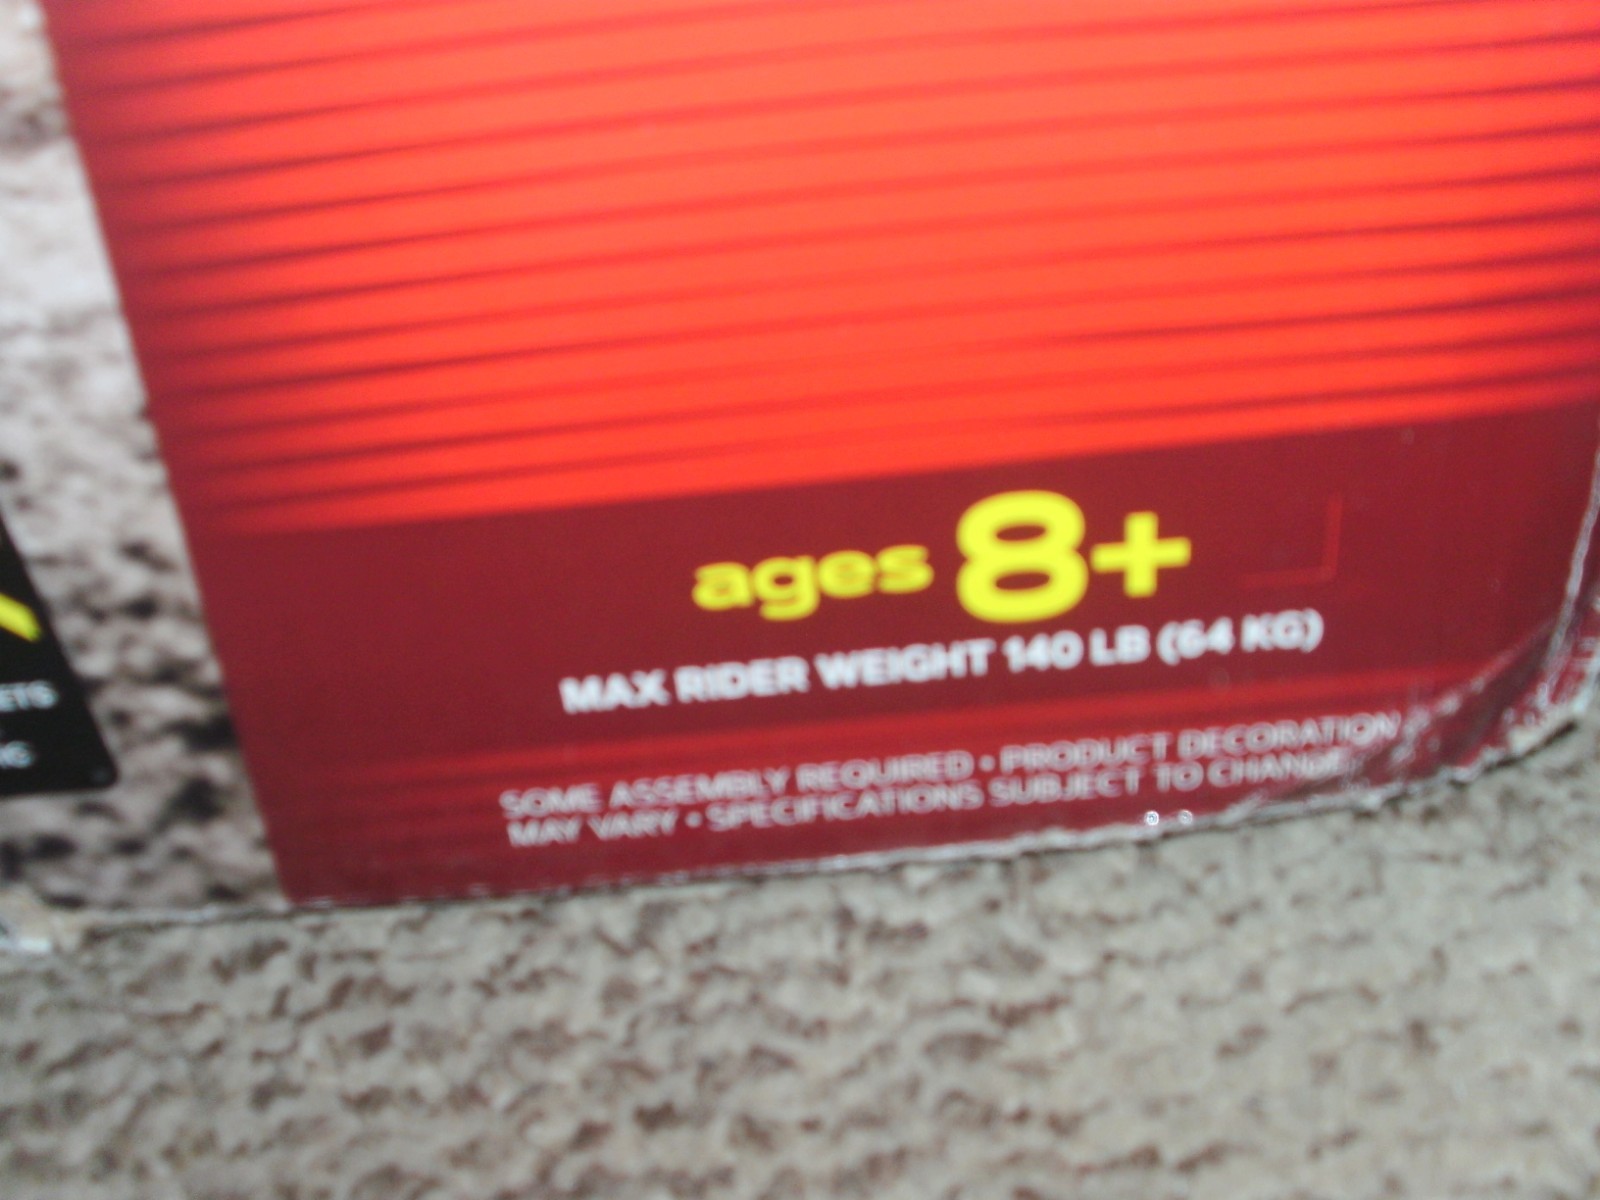 ages 8+
MAX RIDER WEIGHT 140 LB (64 KG)
SOME ASSEMBLY REQUIRED • PRODUCT DECORATION
MAY VARY • SPECIFICATIONS SUBJECT TO CHANGE
ETS